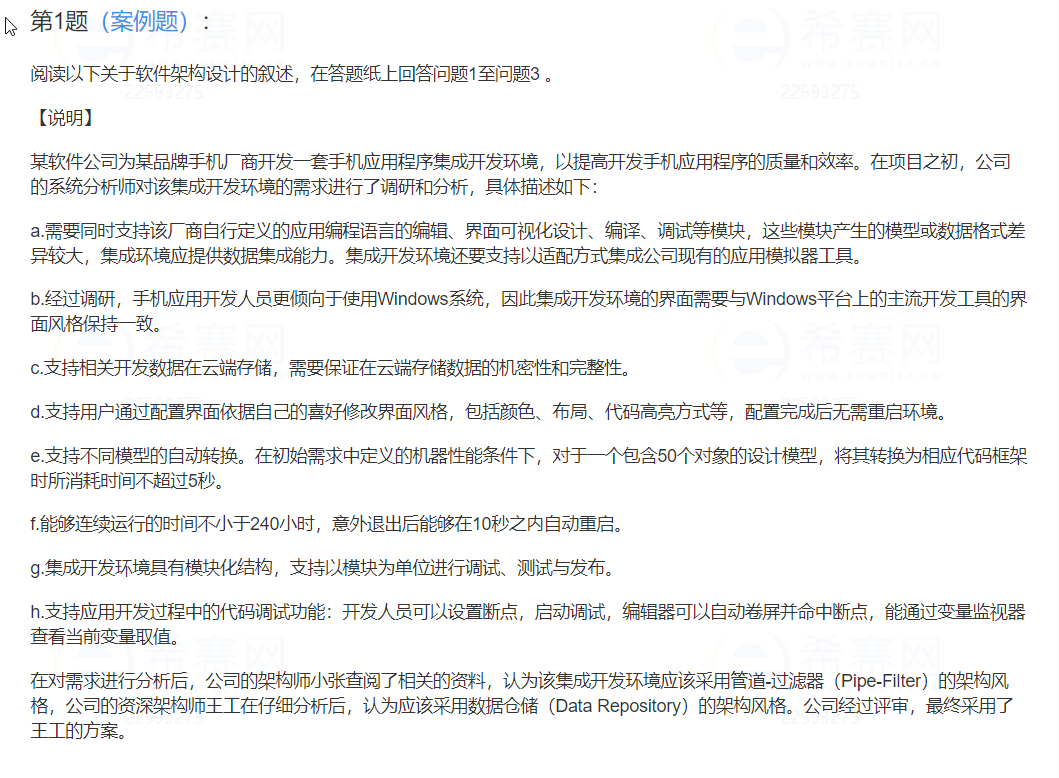 第1题（案例题）：
阅读以下关于软件架构设计的叙述，在答题纸上回答问题1至问题3 。
22593275
22593275
【说明】
某软件公司为某品牌手机厂商开发一套手机应用程序集成开发环境，以提高开发手机应用程序的质量和效率。在项目之初，公司
的系统分析师对该集成开发环境的需求进行了调研和分析，具体描述如下：
a.需要同时支持该厂商自行定义的应用编程语言的编辑、界面可视化设计、编译、调试等模块，这些模块产生的模型或数据格式差
异较大，集成环境应提供数据集成能力。集成开发环境还要支持以适配方式集成公司现有的应用模拟器工具。
b.经过调研，手机应用开发人员更倾向于使用Windows系统，因此集成开发环境的界面需要与Windows平台上的主流开发工具的界
面风格保持一致。
c.支持相关开发数据在云端存储，需要保证在云端存储数据的机密性和完整性。
d.支持用户通过配置界面依据自己的喜好修改界面风格，包括颜色、布局、代码高亮方式等，配置完成后无需重启环境。
e.支持不同模型的自动转换。在初始需求中定义的机器性能条件下，对于一个包含50个对象的设计模型，将其转换为相应代码框架
时所消耗时间不超过5秒。
f.能够连续运行的时间不小于240小时，意外退出后能够在10秒之内自动重启。
g.集成开发环境具有模块化结构，支持以模块为单位进行调试、测试与发布。
h.支持应用开发过程中的代码调试功能：开发人员可以设置断点，启动调试，编辑器可以自动卷屏并命中断点，能通过变量监视器
查看当前变量取值。
在对需求进行分析后，公司的架构师小张查阅了相关的资料，认为该集成开发环境应该采用管道-过滤器（Pipe-Filter）的架构风
格，公司的资深架构师王工在仔细分析后，认为应该采用数据仓储（Data Repository）的架构风格。公司经过评审，最终采用了
王工的方案。